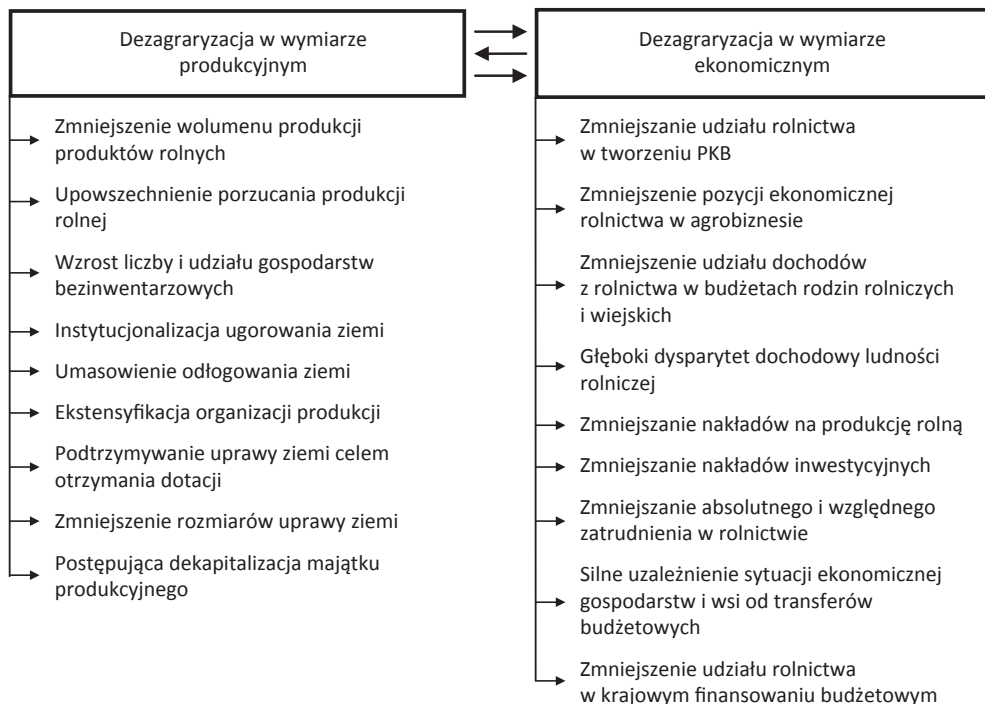 Dezagraryzacja w wymiarze
produkcyjnym
Zmniejszenie wolumenu produkcji
produktów rolnych
Upowszechnienie porzucania produkcji
rolnej
Wzrost liczby i udziału gospodarstw
bezinwentarzowych
Instytucjonalizacja ugorowania ziemi
Umasowienie odłogowania ziemi
Ekstensyfikacja organizacji produkcji
Podtrzymywanie uprawy ziemi celem
otrzymania dotacji
Zmniejszenie rozmiarów uprawy ziemi
Postępująca dekapitalizacja majątku
produkcyjnego
Dezagraryzacja w wymiarze
ekonomicznym
Zmniejszanie udziału rolnictwa
w tworzeniu PKB
Zmniejszenie pozycji ekonomicznej
rolnictwa w agrobiznesie
Zmniejszenie udziału dochodów
z rolnictwa w budżetach rodzin rolniczych
i wiejskich
Głęboki dysparytet dochodowy ludności
rolniczej
Zmniejszanie nakładów na produkcję rolną
Zmniejszanie nakładów inwestycyjnych
Zmniejszanie absolutnego i względnego
zatrudnienia w rolnictwie
Silne uzależnienie sytuacji ekonomicznej
gospodarstw i wsi od transferów
budżetowych
Zmniejszenie udziału rolnictwa
w krajowym finansowaniu budżetowym